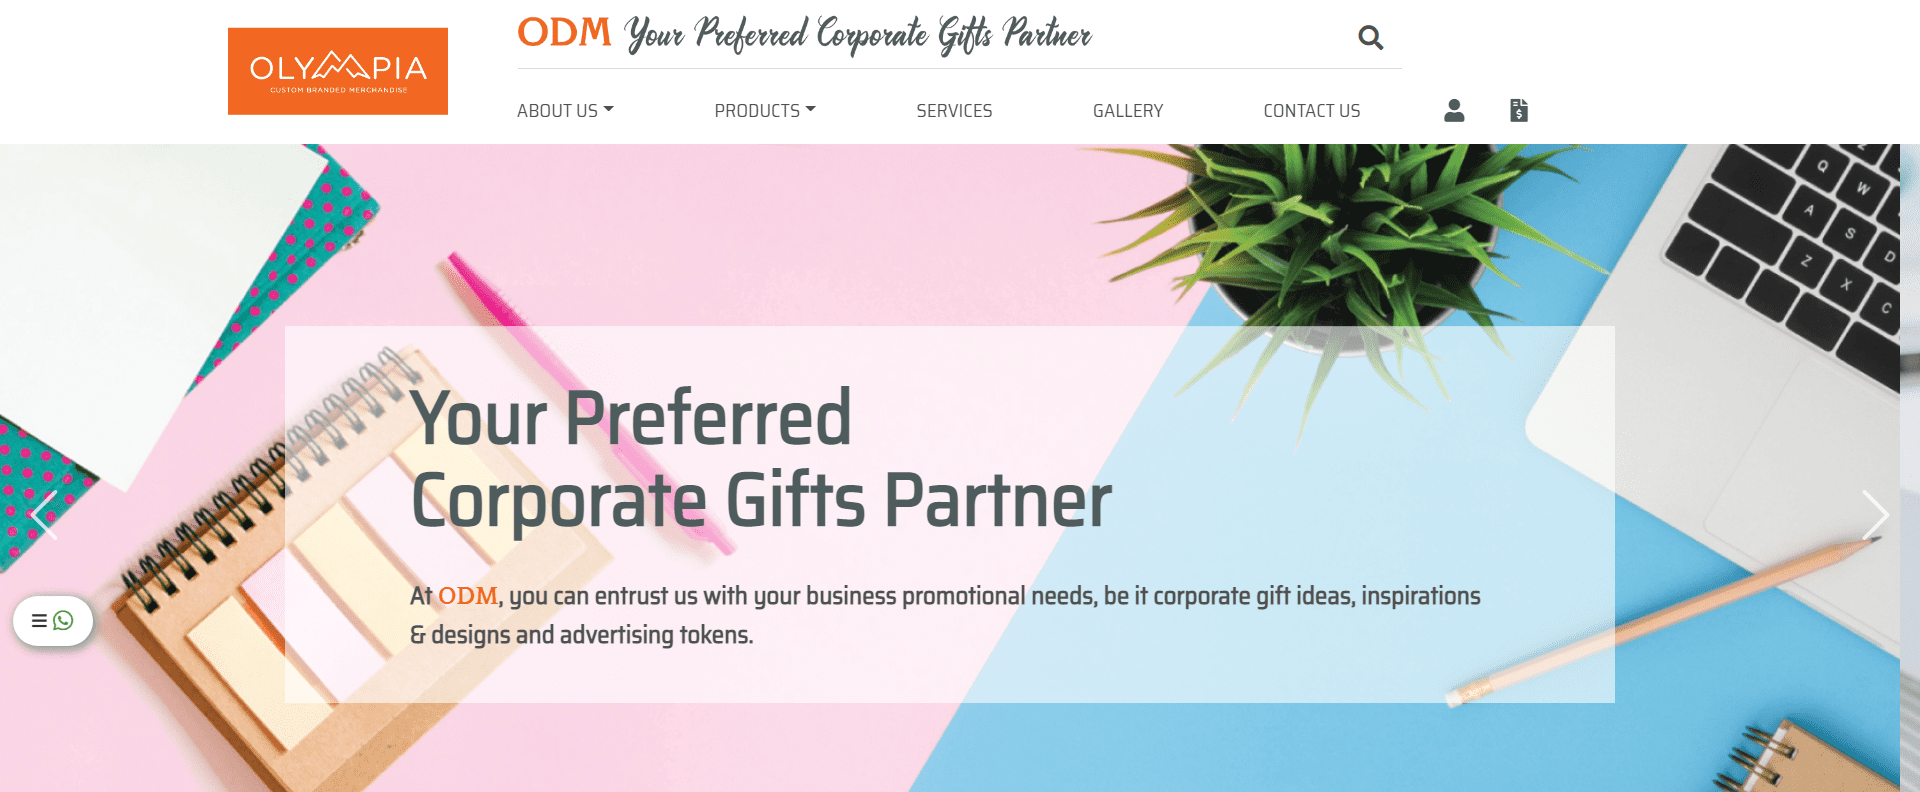 OLYMPIA
CUSTOM BRANDED MERCHANDISE
ODM Your Preferred Corporate Gifts Partner
ABOUT US
PRODUCTS
SERVICES
GALLERY
CONTACT US
Your Preferred
Corporate Gifts Partner
At ODM, you can entrust us with your business promotional needs, be it corporate gift ideas, inspirations
& designs and advertising tokens.
Q
W
A
S
D
Z
X
C